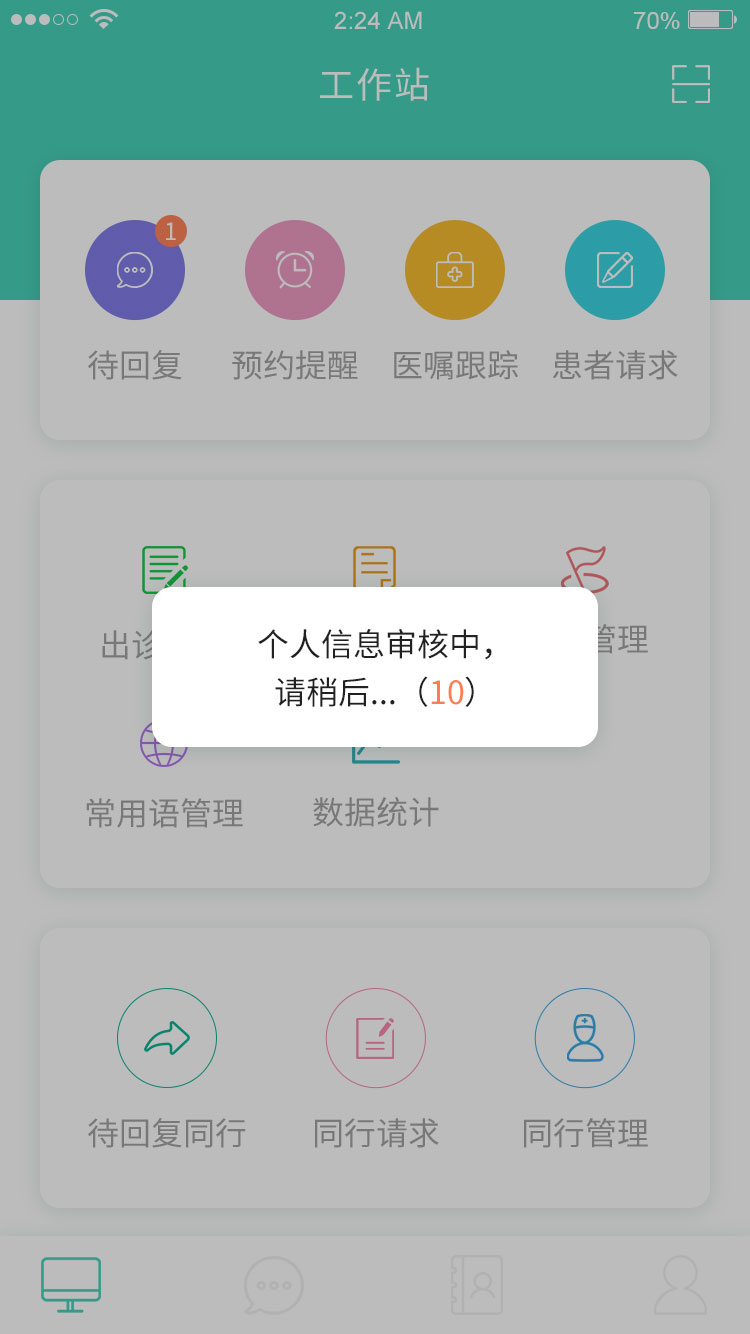 2:24 AM
70%
工作站
1
待回复
预约提醒
医嘱跟踪
患者请求
出诊
管理
个人信息审核中，
请稍后...（10）
常用语管理
数据统计
待回复同行
同行请求
同行管理